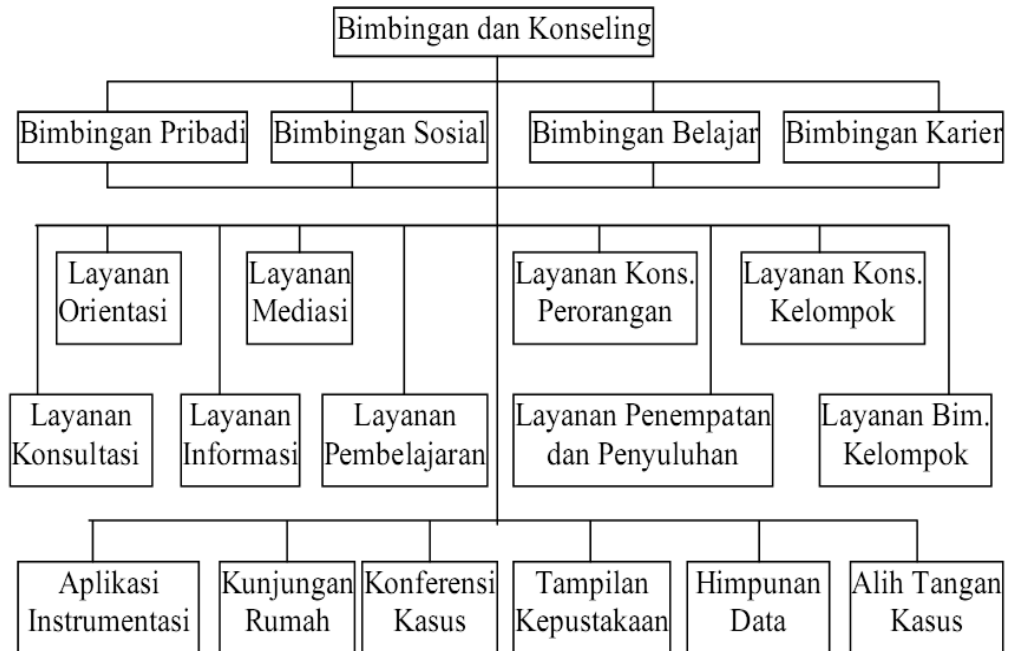 Bimbingan dan Konseling
Bimbingan Pribadi
Bimbingan Sosial
Bimbingan Belajar
Bimbingan Karier
Layanan
Orientasi
Layanan
Mediasi
Layanan Kons.
Perorangan
Layanan Kons.
Kelompok
Layanan
Konsultasi
Layanan
Informasi
Layanan
Pembelajaran
Layanan Penempatan
dan Penyuluhan
Layanan Bim.
Kelompok
Aplikasi
Instrumentasi
Kunjungan
Rumah
Konferensi
Kasus
Tampilan
Kepustakaan
Himpunan
Data
Alih Tangan
Kasus